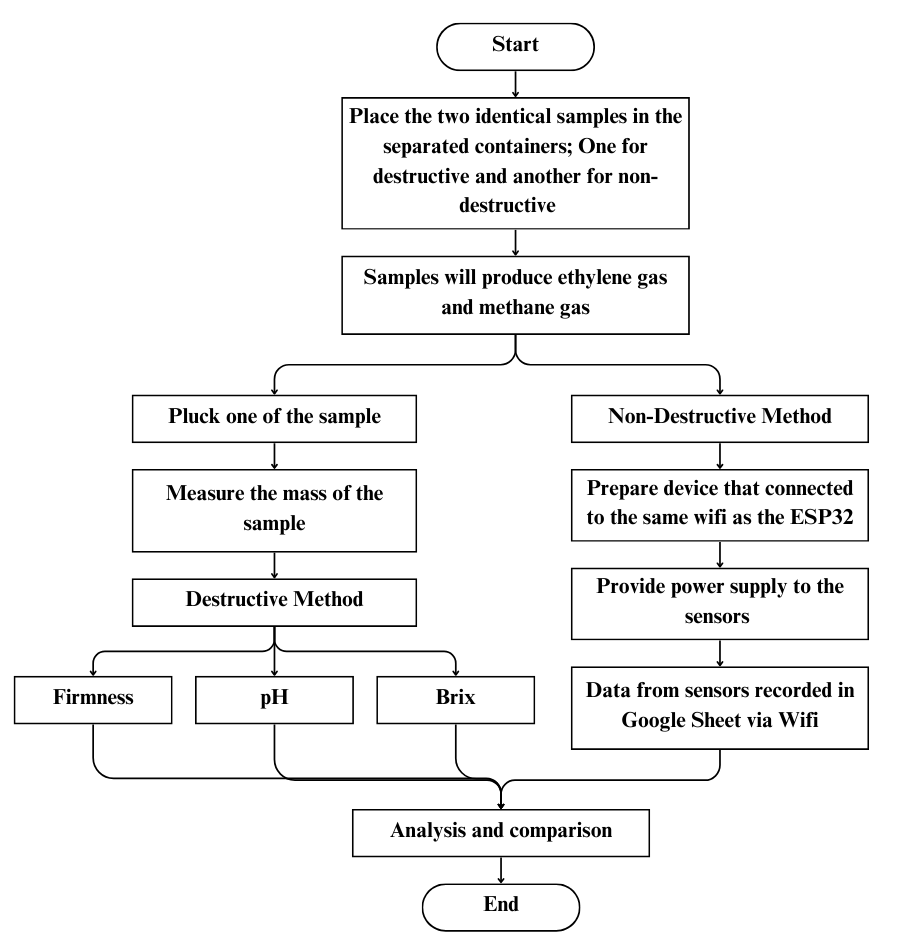 Start
Place the two identical samples in the
separated containers; One for
destructive and another for non-
destructive
Samples will produce ethylene gas
and methane gas
Pluck one of the sample
Measure the mass of the
sample
Destructive Method
Firmness
pH
Brix
Non-Destructive Method
Prepare device that connected
to the same wifi as the ESP32
Provide power supply to the
sensors
Data from sensors recorded in
Google Sheet via Wifi
Analysis and comparison
End